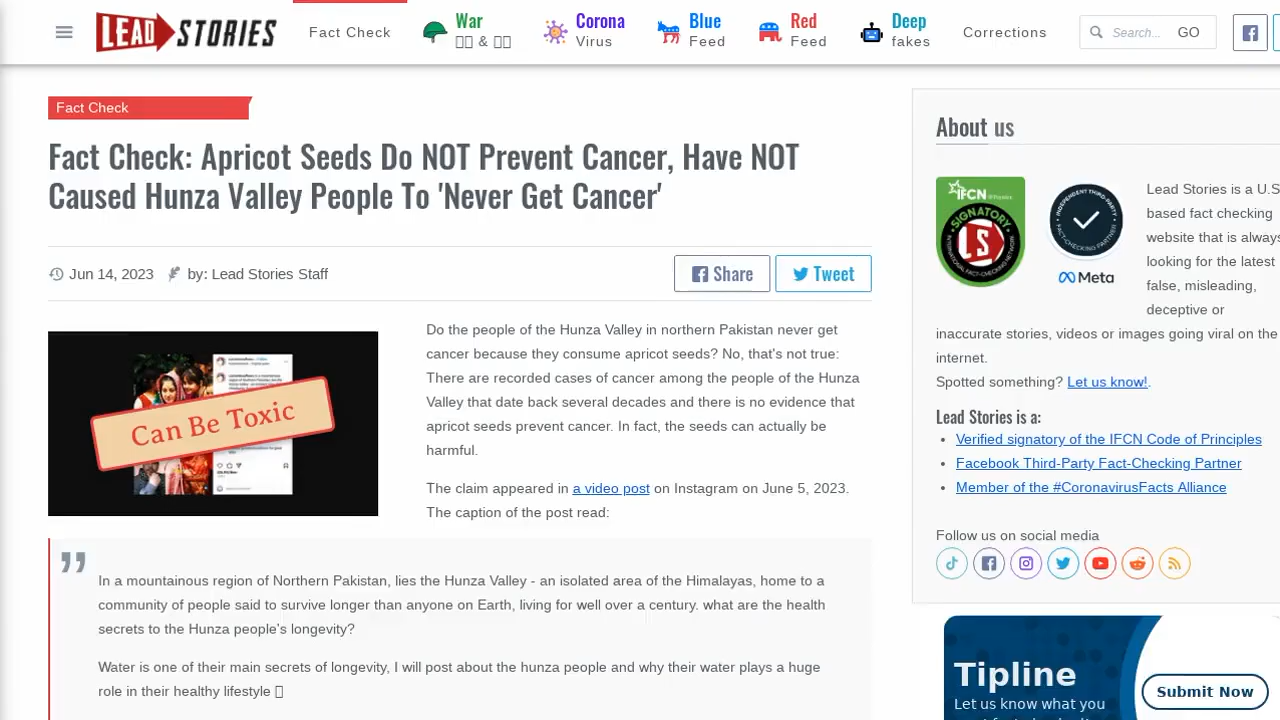 LEAD STORIES
Fact Check
War
&
Corona
Virus
Blue
Feed
Red
Feed
Deep
fakes
Corrections
Search...
GO
Fact Check
Fact Check: Apricot Seeds Do NOT Prevent Cancer, Have NOT
Caused Hunza Valley People To 'Never Get Cancer'
Jun 14, 2023 by: Lead Stories Staff
Share
Tweet
Can Be Toxic
Do the people of the Hunza Valley in northern Pakistan never get
cancer because they consume apricot seeds? No, that's not true:
There are recorded cases of cancer among the people of the Hunza
Valley that date back several decades and there is no evidence that
apricot seeds prevent cancer. In fact, the seeds can actually be
harmful.
The claim appeared in a video post on Instagram on June 5, 2023.
The caption of the post read:
In a mountainous region of Northern Pakistan, lies the Hunza Valley - an isolated area of the Himalayas, home to a
community of people said to survive longer than anyone on Earth, living for well over a century. what are the health
secrets to the Hunza people's longevity?
Water is one of their main secrets of longevity, I will post about the hunza people and why their water plays a huge
role in their healthy lifestyle
About us
IFCN
SIGNATORY
INTERNATIONAL FACT-CHECKING NETWORK
LS
INDEPENDENT THIRD-PARTY
FACT-CHECKING PARTNER
Meta
Lead Stories is a U.S
based fact checking
website that is always
looking for the latest
false, misleading,
deceptive or
inaccurate stories, videos or images going viral on the
internet.
Spotted something? Let us know!.
Lead Stories is a:
• Verified signatory of the IFCN Code of Principles
• Facebook Third-Party Fact-Checking Partner
• Member of the #CoronavirusFacts Alliance
Follow us on social media
Tipline
Let us know what you
Submit Now